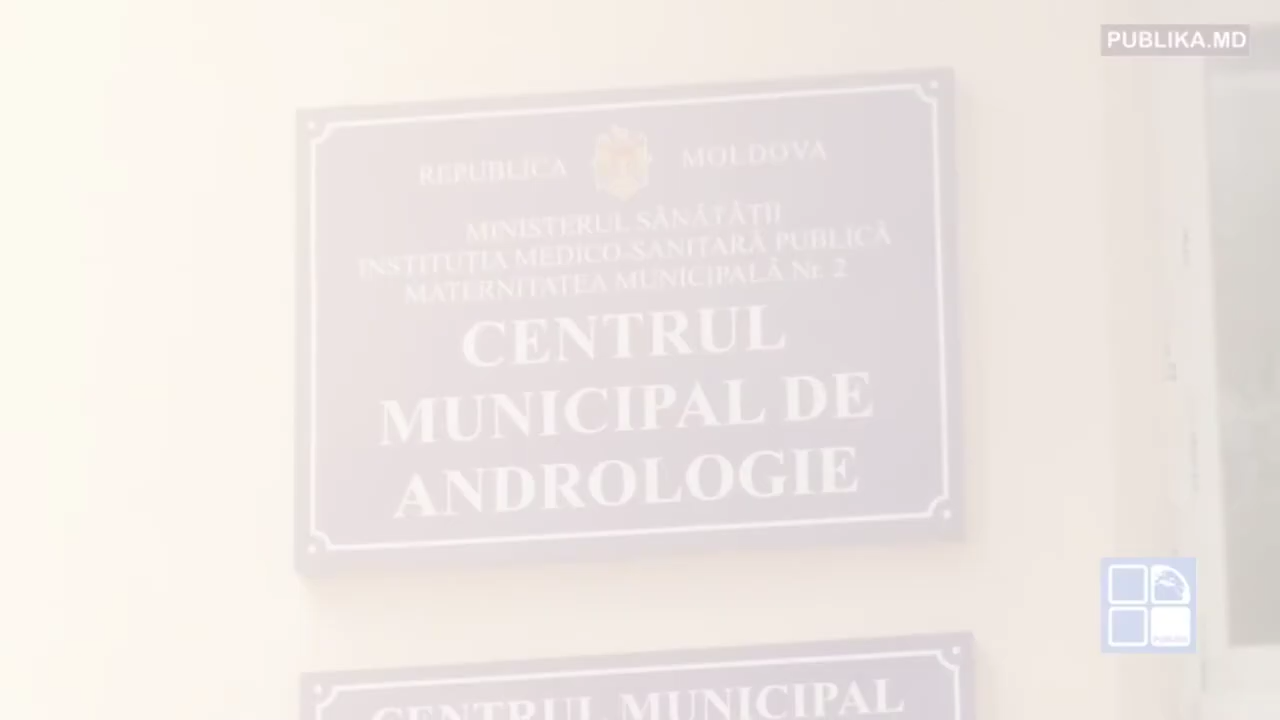 PUBLIKA.MD
REPUBLICA MOLDOVA
MINISTERUL SĂNĂTĂȚII
INSTITUȚIA MEDICO-SANITARĂ PUBLICĂ
MATERNITATEA MUNICIPALĂ Nr. 2
CENTRUL
MUNICIPAL DE
ANDROLOGIE
PUBLIKA
CENTRUL MUNICIPAL